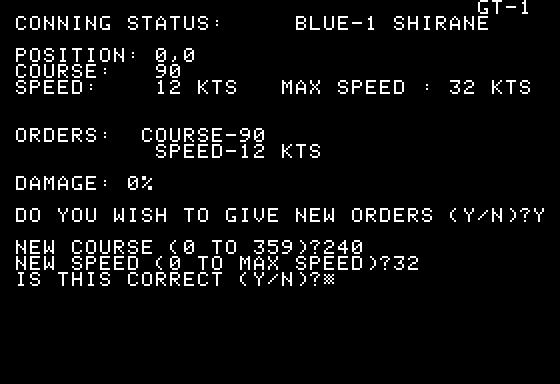 GT-1
CONNING STATUS: BLUE-1 SHIRANE
POSITION: 0,0
COURSE: 90
SPEED: 12 KTS MAX SPEED : 32 KTS
ORDERS: COURSE-90
SPEED-12 KTS
DAMAGE: 0%
DO YOU WISH TO GIVE NEW ORDERS (Y/N)?Y
NEW COURSE (0 TO 359)?240
NEW SPEED (0 TO MAX SPEED)?32
IS THIS CORRECT (Y/N)?